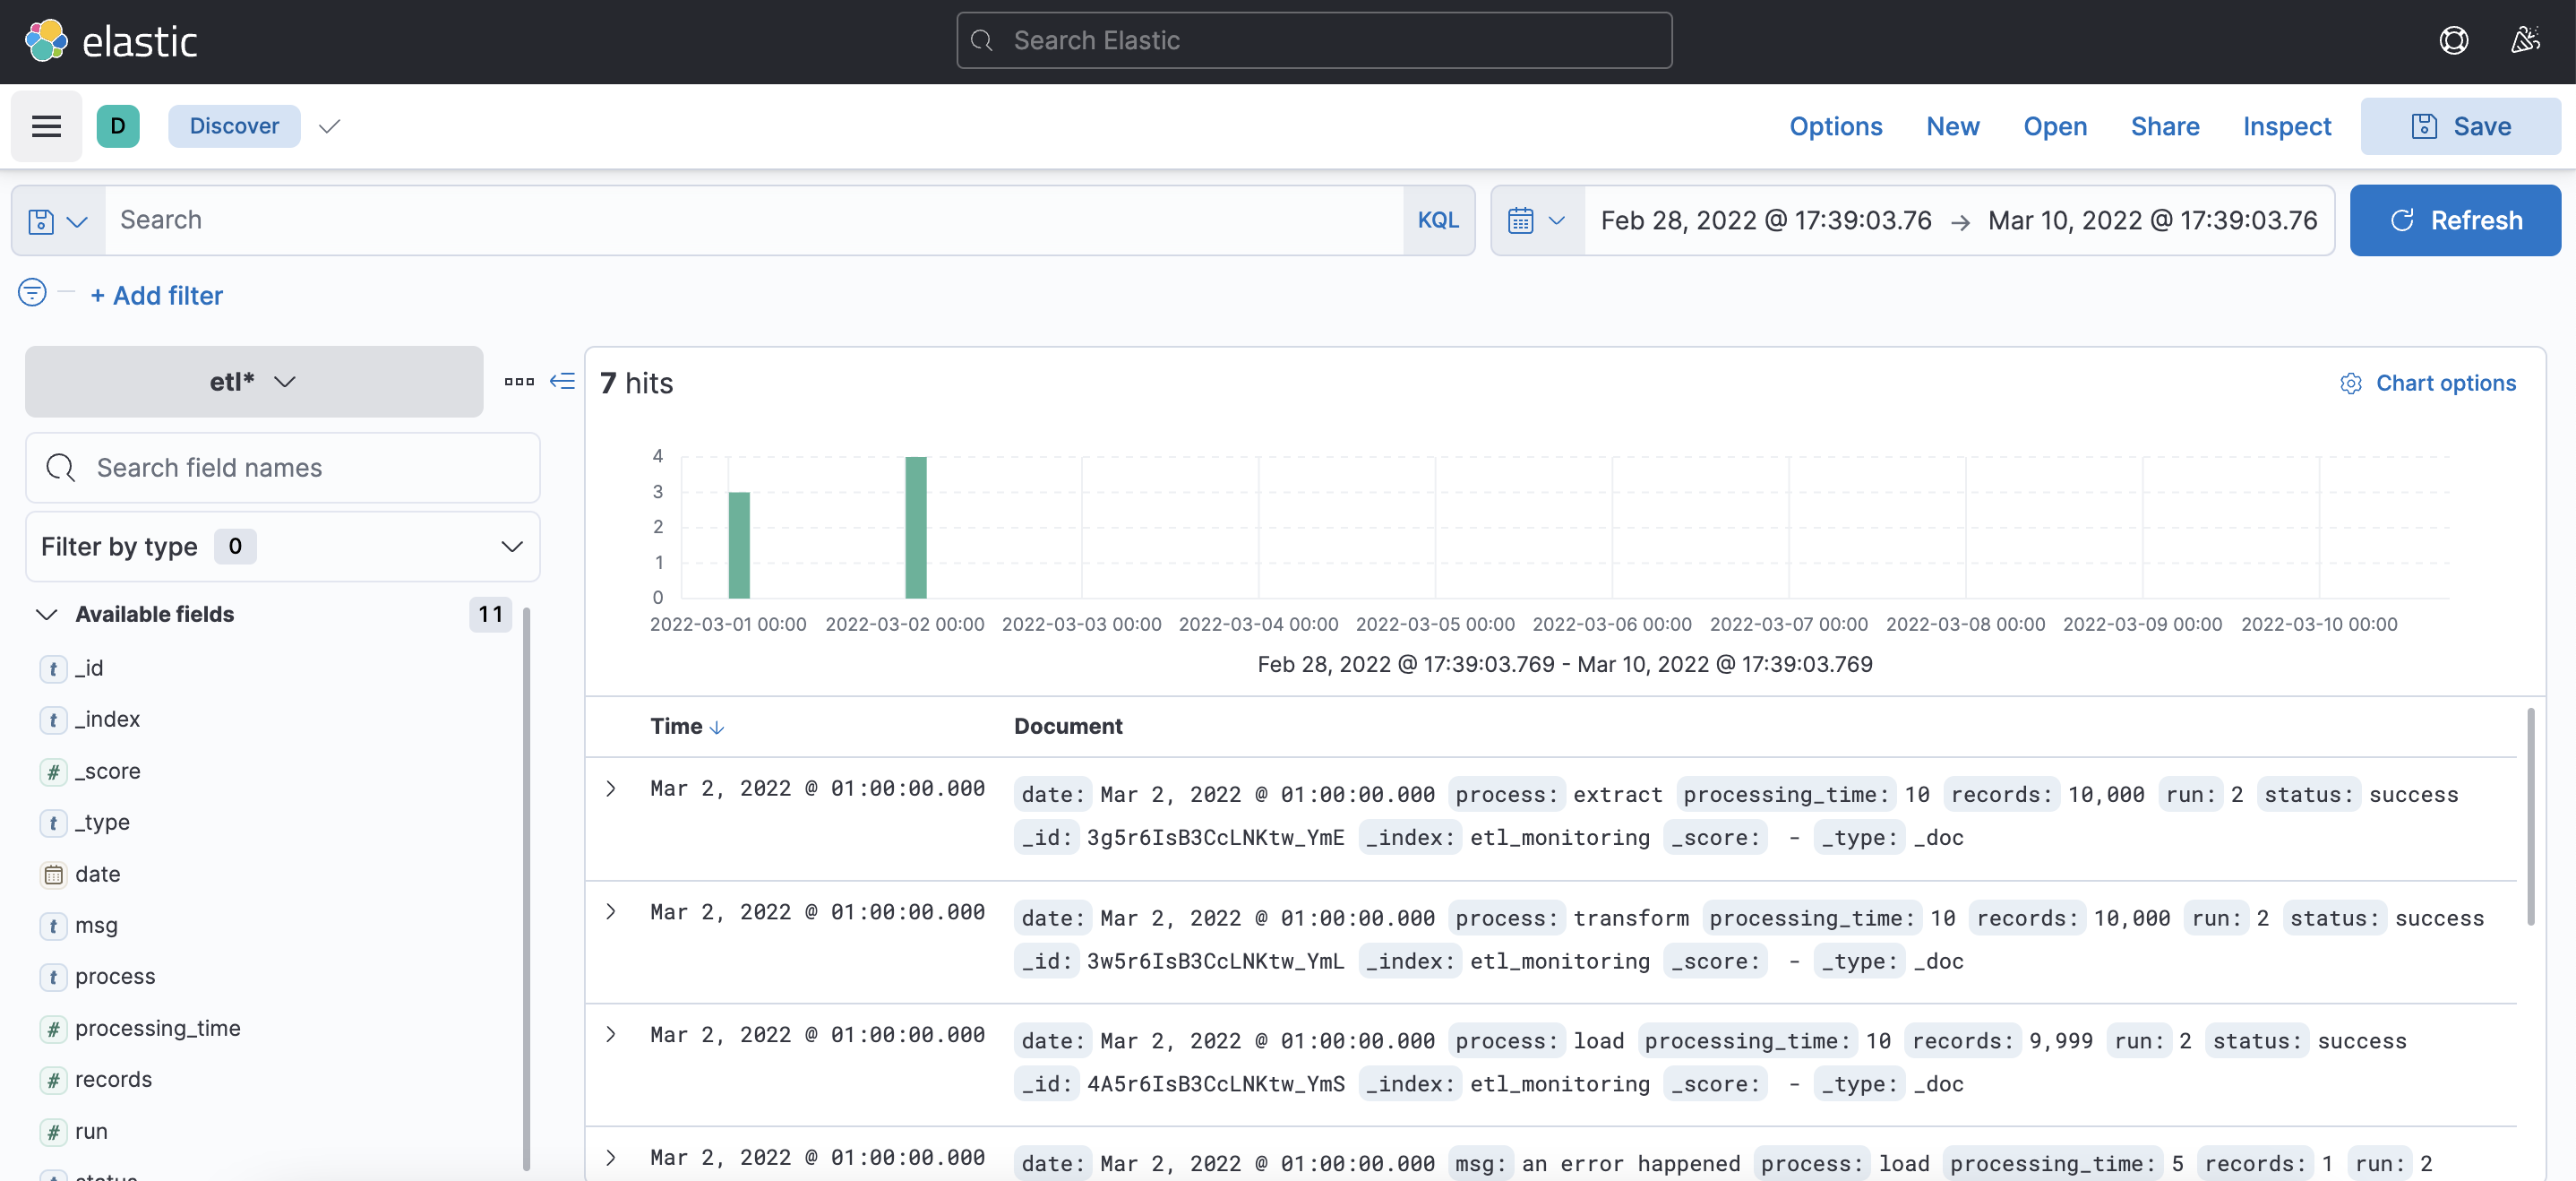 elastic
Search Elastic
D Discover Options New Open Share Inspect Save
Search KQL Feb 28, 2022 @ 17:39:03.76 → Mar 10, 2022 @ 17:39:03.76 Refresh
+ Add filter
etl*
Search field names
Filter by type 0
Available fields 11
t _id
t _index
# _score
t _type
date
t msg
t process
# processing_time
# records
# run
status
7 hits Chart options
4
3
2
1
0
2022-03-01 00:00 2022-03-02 00:00 2022-03-03 00:00 2022-03-04 00:00 2022-03-05 00:00 2022-03-06 00:00 2022-03-07 00:00 2022-03-08 00:00 2022-03-09 00:00 2022-03-10 00:00
Feb 28, 2022 @ 17:39:03.769 - Mar 10, 2022 @ 17:39:03.769
Time Document
Mar 2, 2022 @ 01:00:00.000 date: Mar 2, 2022 @ 01:00:00.000 process: extract processing_time: 10 records: 10,000 run: 2 status: success
_id: 3g5r6IsB3CcLNKtw_YmE _index: etl_monitoring _score: - _type: _doc
Mar 2, 2022 @ 01:00:00.000 date: Mar 2, 2022 @ 01:00:00.000 process: transform processing_time: 10 records: 10,000 run: 2 status: success
_id: 3w5r6IsB3CcLNKtw_YmL _index: etl_monitoring _score: - _type: _doc
Mar 2, 2022 @ 01:00:00.000 date: Mar 2, 2022 @ 01:00:00.000 process: load processing_time: 10 records: 9,999 run: 2 status: success
_id: 4A5r6IsB3CcLNKtw_YmS _index: etl_monitoring _score: - _type: _doc
Mar 2, 2022 @ 01:00:00.000 date: Mar 2, 2022 @ 01:00:00.000 msg: an error happened process: load processing_time: 5 records: 1 run: 2